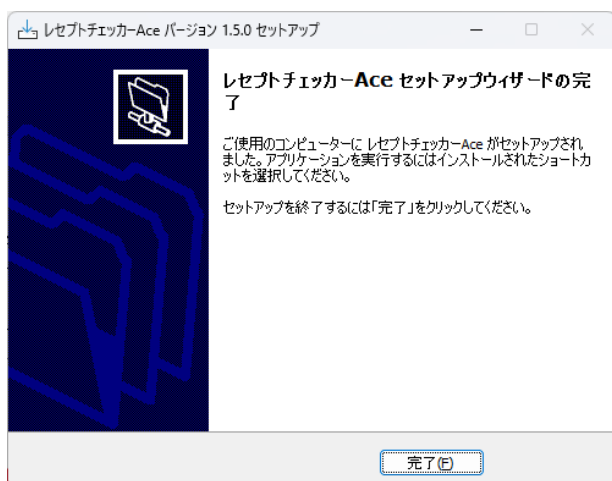 レセプトチェッカーAce バージョン 1.5.0 セットアップ
レセプトチェッカーAce セットアップウィザードの完
了
ご使用のコンピューターに レセプトチェッカーAce がセットアップされ
ました。アプリケーションを実行するにはインストールされたショートカ
ットを選択してください。
セットアップを終了するには「完了」をクリックしてください。
完了(F)